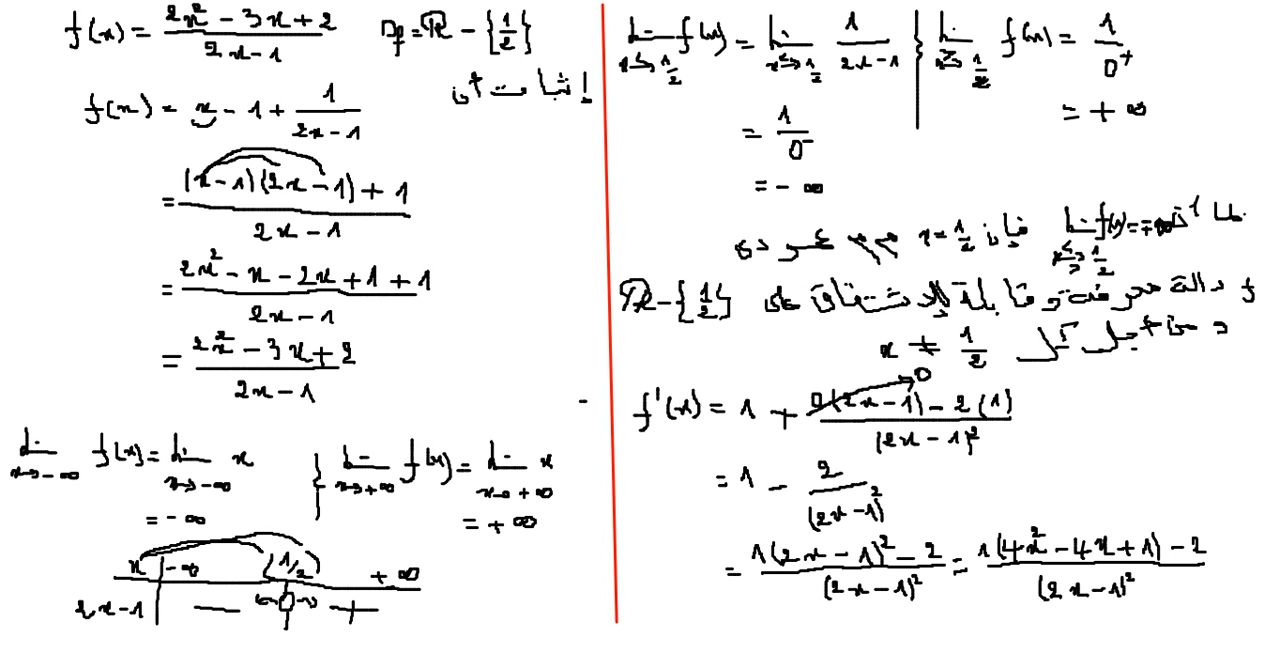 f(x) = (2x² - 3x + 2)/(2x - 1)    Df = ℝ - {1/2}
إثبات أن
f(x) = x - 1 + 1/(2x - 1)
= ((x - 1)(2x - 1) + 1)/(2x - 1)
= (2x² - x - 2x + 1 + 1)/(2x - 1)
= (2x² - 3x + 2)/(2x - 1)
lim x→-∞ f(x) = lim x→-∞ x } lim x→+∞ f(x) = lim x→+∞ x
= -∞    = +∞
x | -∞    1/2    +∞
2x - 1 | - 0 +
lim x<→1/2 f(x) = lim x<→1/2 1/(2x - 1) } lim x>→1/2 f(x) = 1/0⁺
= 1/0⁻    = +∞
= -∞
لما أن lim f(x) = فإن x = 1/2 م م عمودي
f دالة معرفة و قابلة للاشتقاق على ℝ - {1/2}
و من أجل كل x ≠ 1/2
f'(x) = 1 + (0(2x - 1) - 2(1))/(2x - 1)²
0
= 1 - 2/(2x - 1)²
= (1(2x - 1)² - 2)/(2x - 1)² = (1(4x² - 4x + 1) - 2)/(2x - 1)²